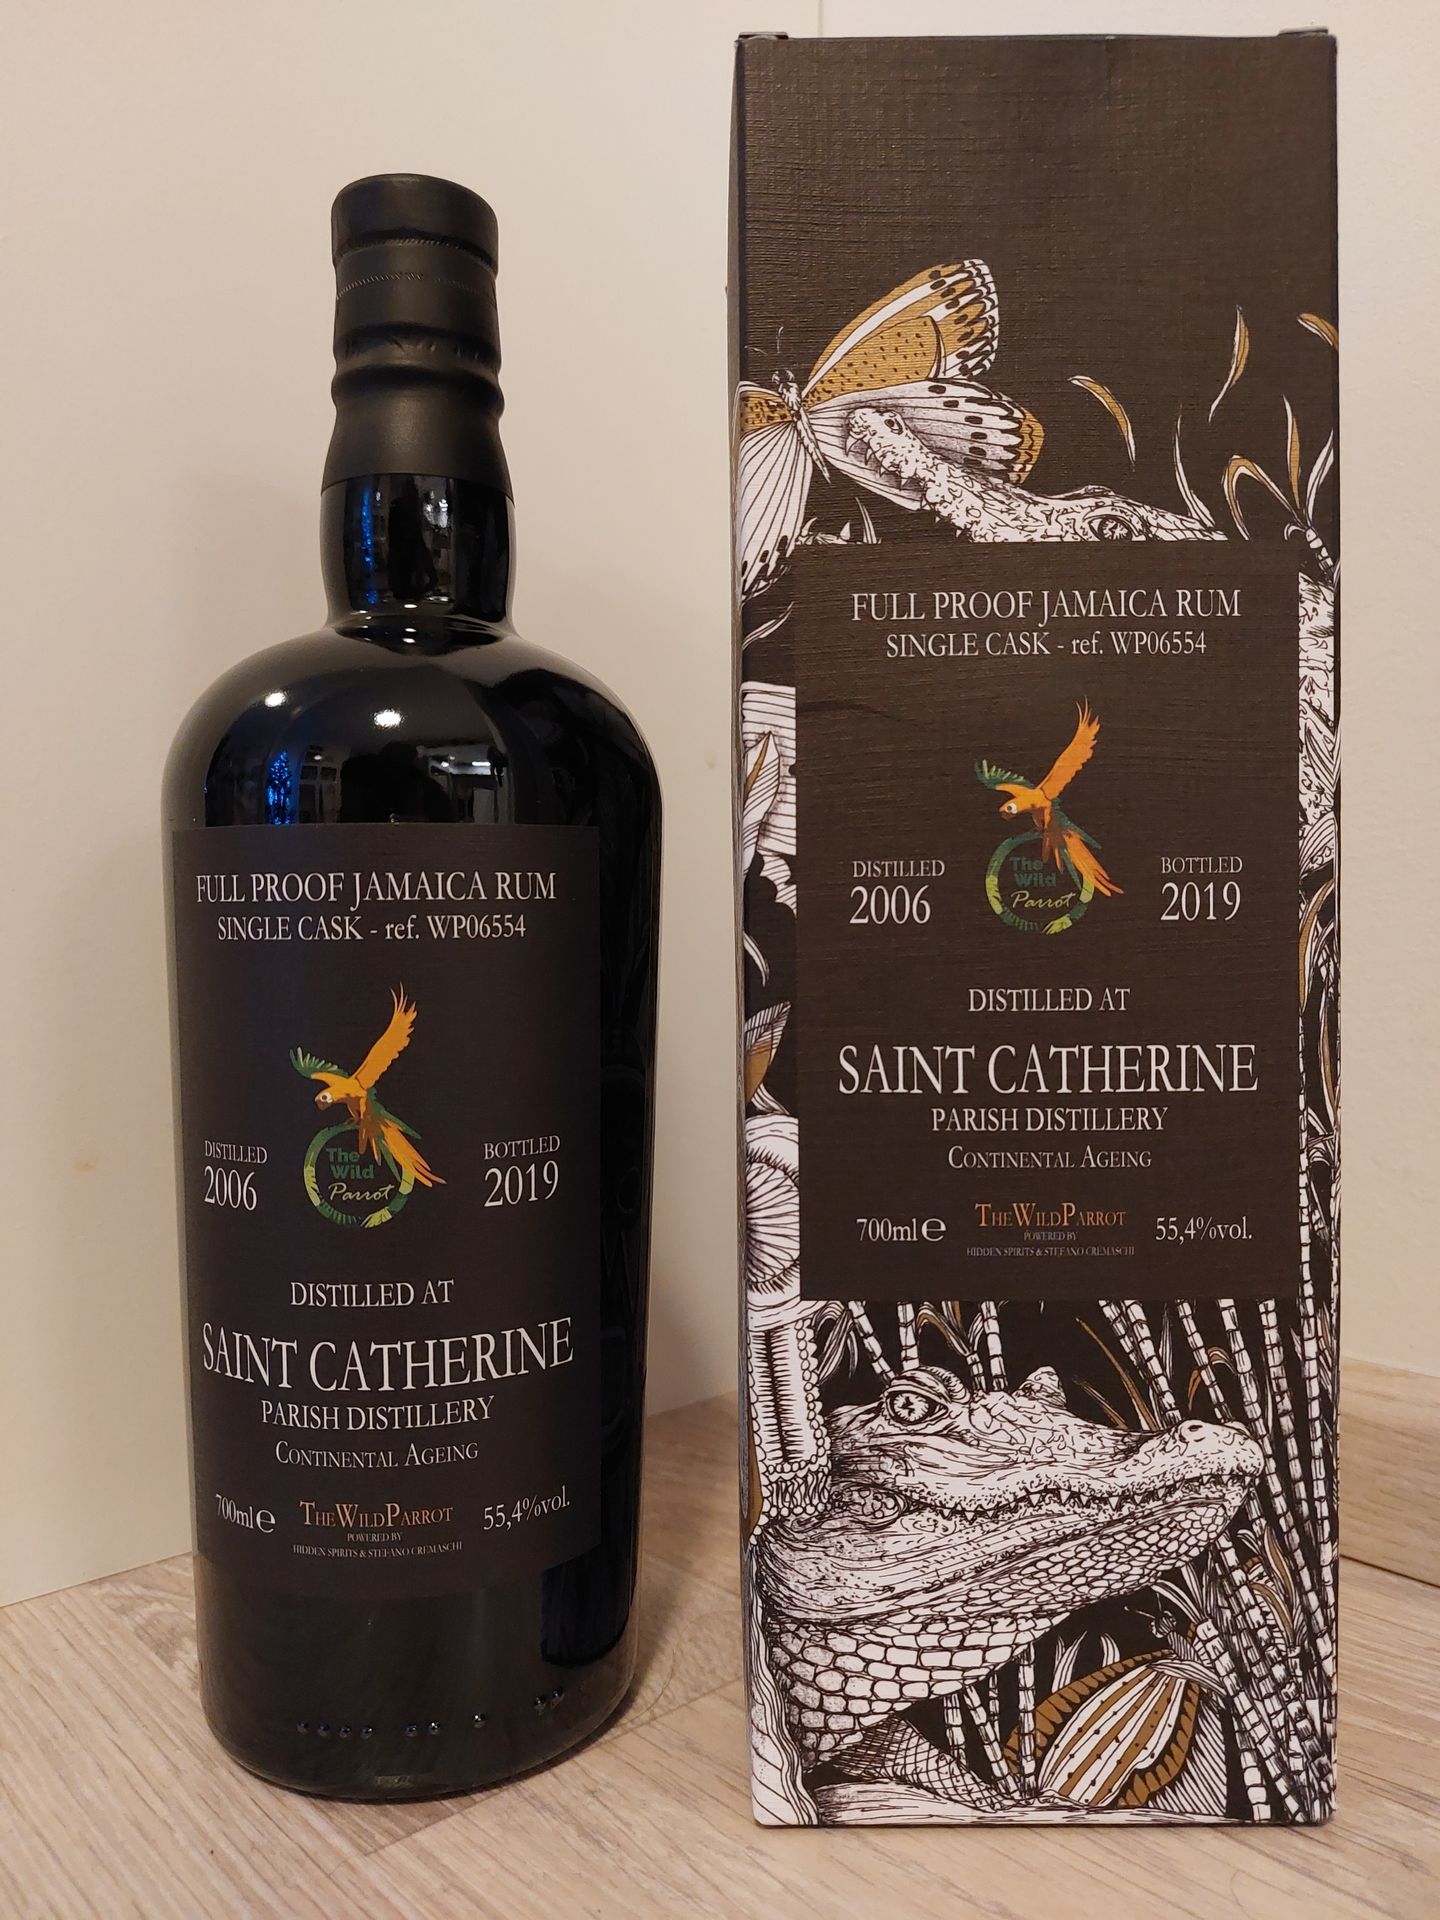 FULL PROOF JAMAICA RUM
SINGLE CASK - ref. WP06554
The
Wild
Parrot
DISTILLED
2006
BOTTLED
2019
DISTILLED AT
SAINT CATHERINE
PARISH DISTILLERY
CONTINENTAL AGEING
700ml ℮
THEWILDPARROT
POWERED BY
HIDDEN SPIRITS & STEFANO CREMASCHI
55,4%vol.
FULL PROOF JAMAICA RUM
SINGLE CASK - ref. WP06554
The
Wild
Parrot
DISTILLED
2006
BOTTLED
2019
DISTILLED AT
SAINT CATHERINE
PARISH DISTILLERY
CONTINENTAL AGEING
700ml ℮
THEWILDPARROT
POWERED BY
HIDDEN SPIRITS & STEFANO CREMASCHI
55,4%vol.